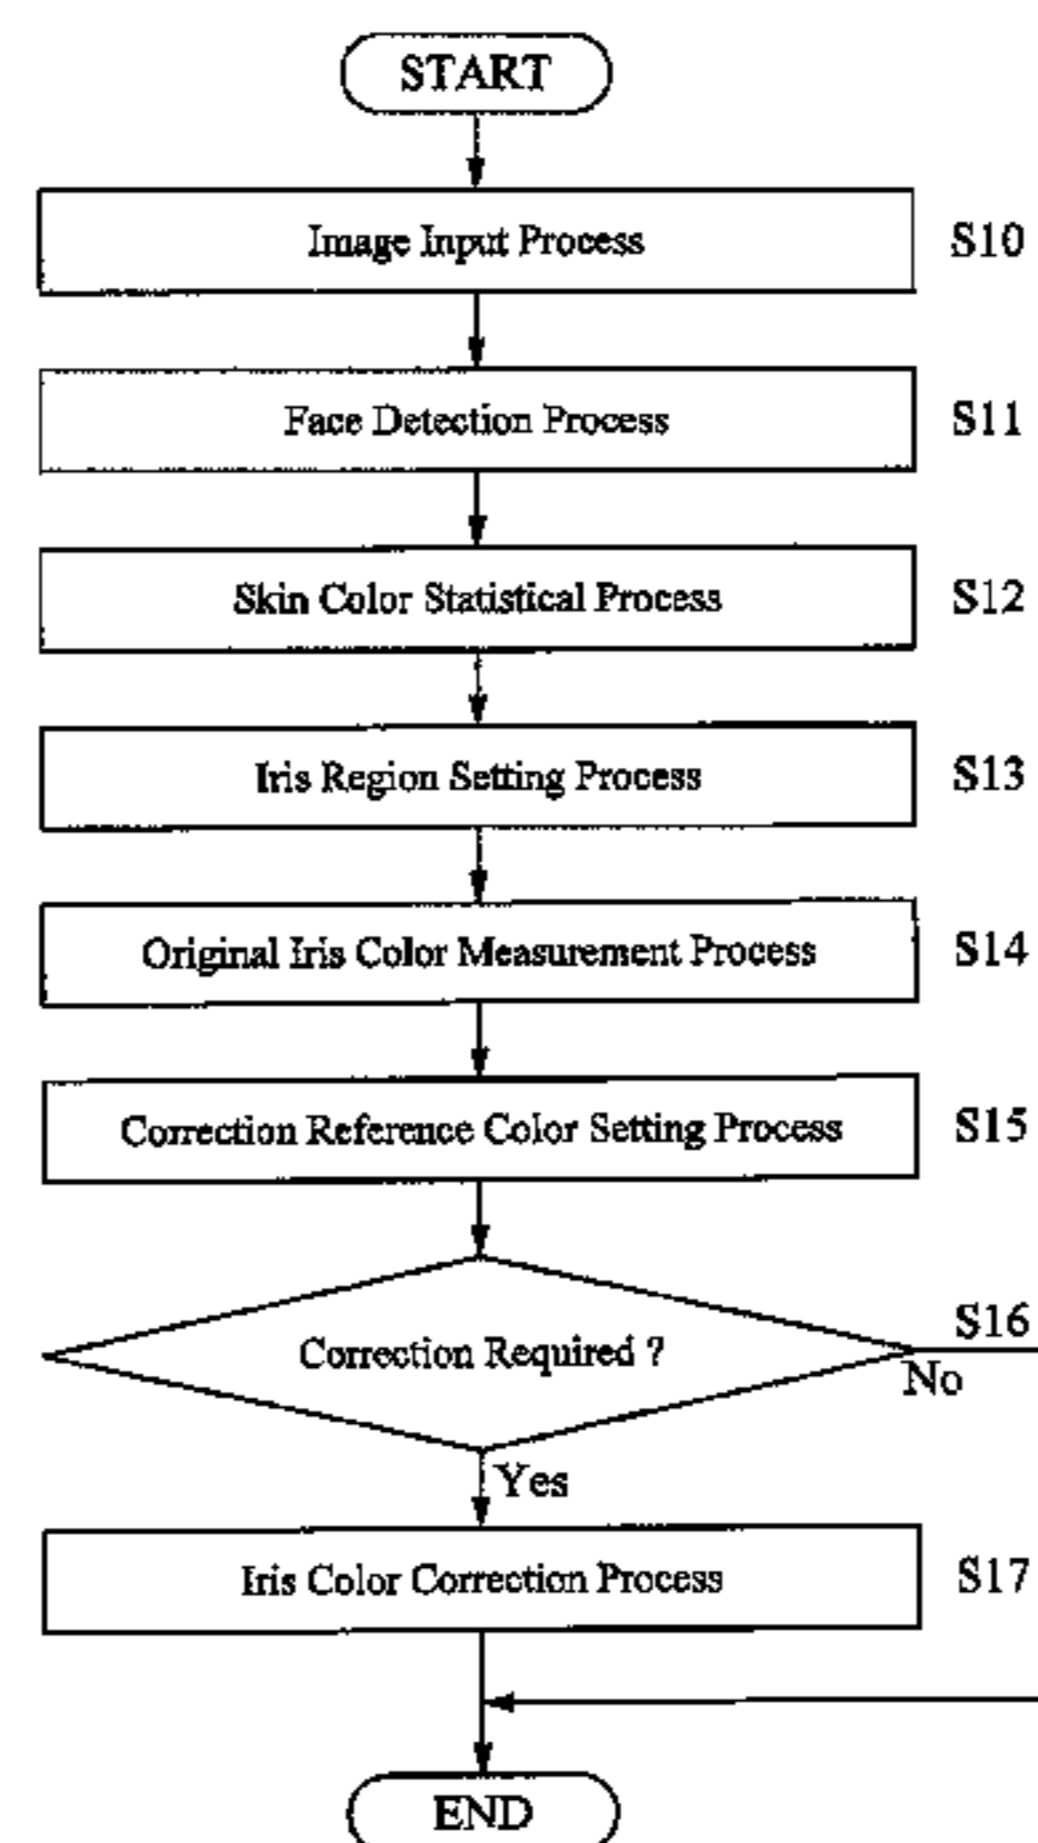 START
Image Input Process S10
Face Detection Process S11
Skin Color Statistical Process S12
Iris Region Setting Process S13
Original Iris Color Measurement Process S14
Correction Reference Color Setting Process S15
Correction Required ? S16
No
Yes
Iris Color Correction Process S17
END